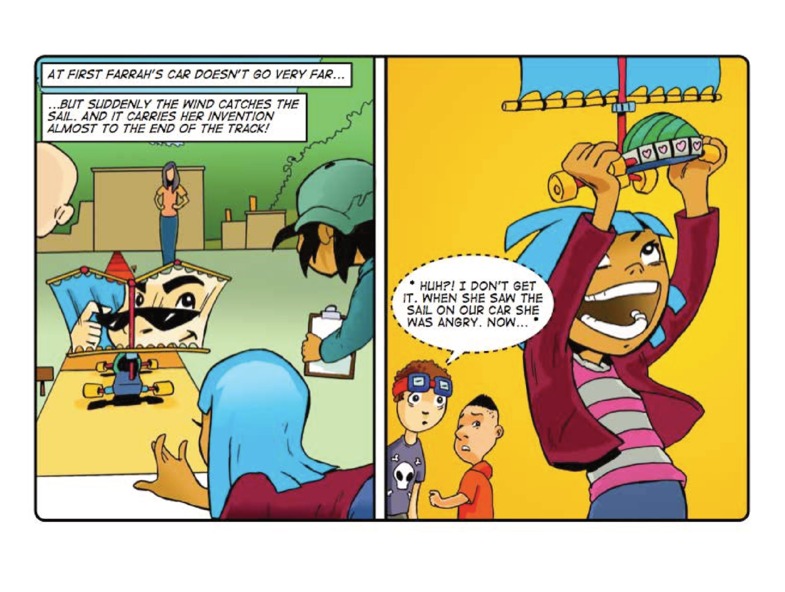 AT FIRST FARRAH'S CAR DOESN'T GO VERY FAR...
...BUT SUDDENLY THE WIND CATCHES THE
SAIL. AND IT CARRIES HER INVENTION
ALMOST TO THE END OF THE TRACK!
" HUH?! I DON'T GET
IT. WHEN SHE SAW THE
SAIL ON OUR CAR SHE
WAS ANGRY. NOW... "